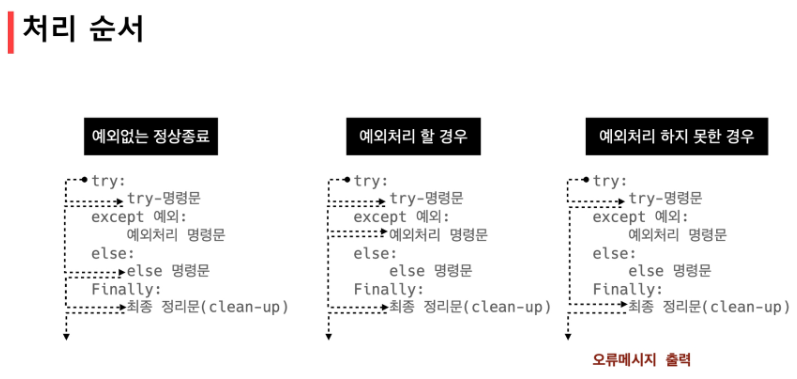 처리 순서
예외없는 정상종료
try:
try-명령문
except 예외:
예외처리 명령문
else:
else 명령문
Finally:
최종 정리문(clean-up)
예외처리 할 경우
try:
try-명령문
except 예외:
예외처리 명령문
else:
else 명령문
Finally:
최종 정리문(clean-up)
예외처리 하지 못한 경우
try:
try-명령문
except 예외:
예외처리 명령문
else:
else 명령문
Finally:
최종 정리문(clean-up)
오류메시지 출력